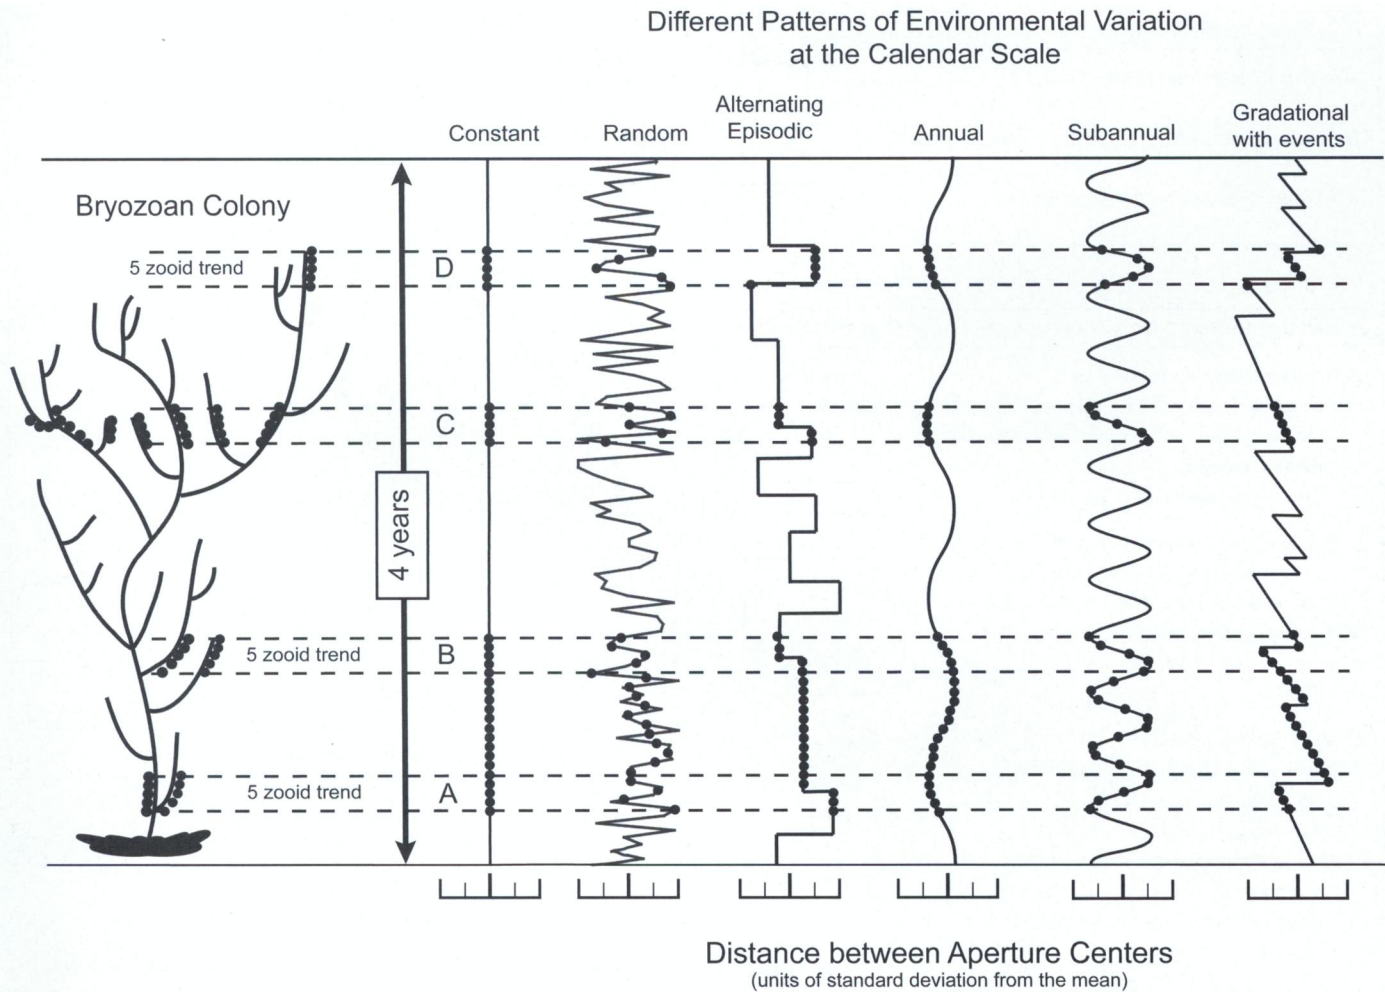 Different Patterns of Environmental Variation
at the Calendar Scale
Constant
Random
Alternating
Episodic
Annual
Subannual
Gradational
with events
Bryozoan Colony
5 zooid trend
D
C
4 years
5 zooid trend
B
5 zooid trend
A
Distance between Aperture Centers
(units of standard deviation from the mean)